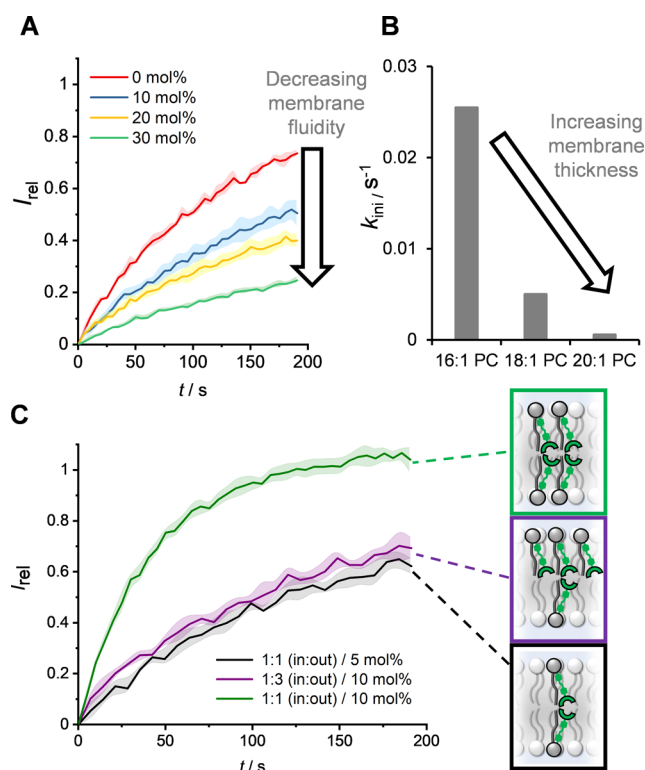 A
I_rel
1
0.8
0.6
0.4
0.2
0
0 mol%
10 mol%
20 mol%
30 mol%
Decreasing
membrane
fluidity
0 50 100 150 200
t / s
B
k_ini / s⁻¹
0.03
0.02
0.01
0
Increasing
membrane
thickness
16:1 PC 18:1 PC 20:1 PC
C
I_rel
1
0.8
0.6
0.4
0.2
0
1:1 (in:out) / 5 mol%
1:3 (in:out) / 10 mol%
1:1 (in:out) / 10 mol%
0 50 100 150 200
t / s